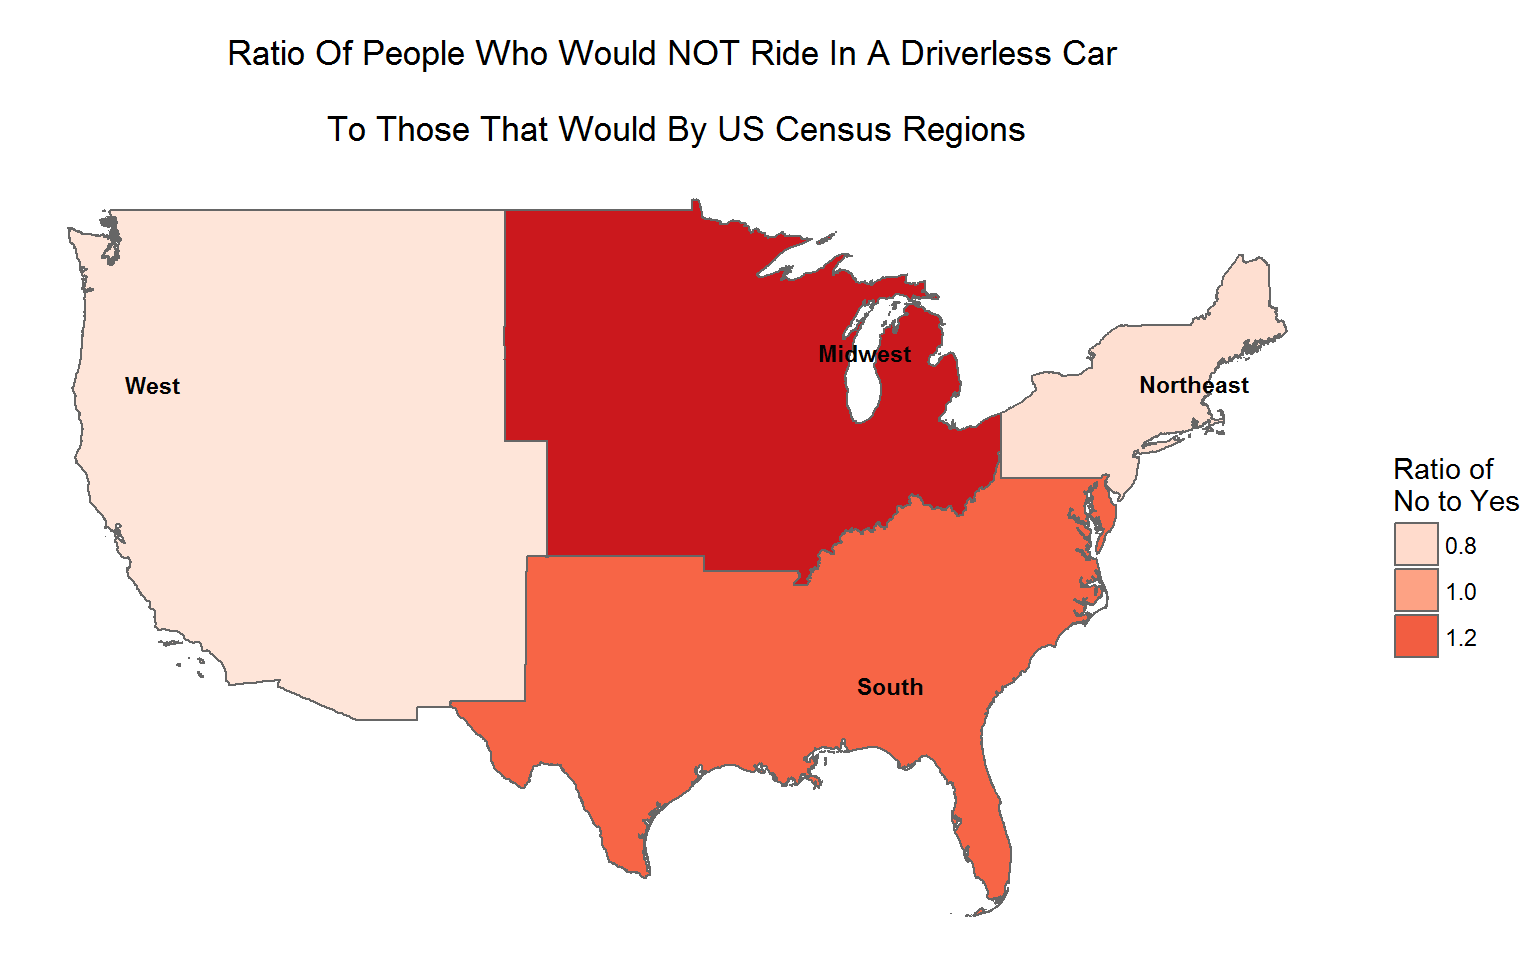 Ratio Of People Who Would NOT Ride In A Driverless Car
To Those That Would By US Census Regions
Midwest
West
Northeast
South
Ratio of
No to Yes
0.8
1.0
1.2